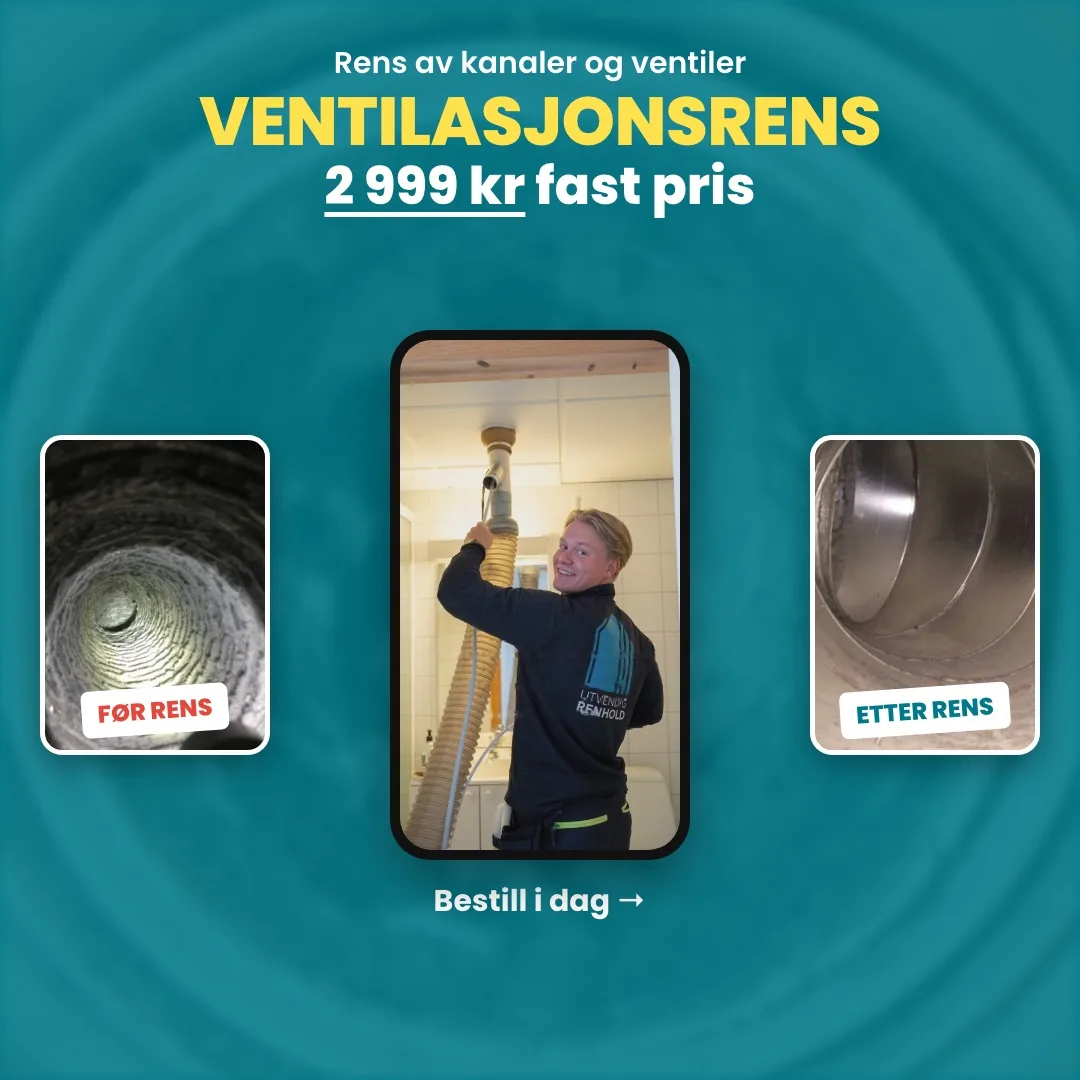 Rens av kanaler og ventiler
VENTILASJONSRENS
2 999 kr fast pris
UTVENDIG
RENHOLD
FØR RENS
ETTER RENS
Bestill i dag →